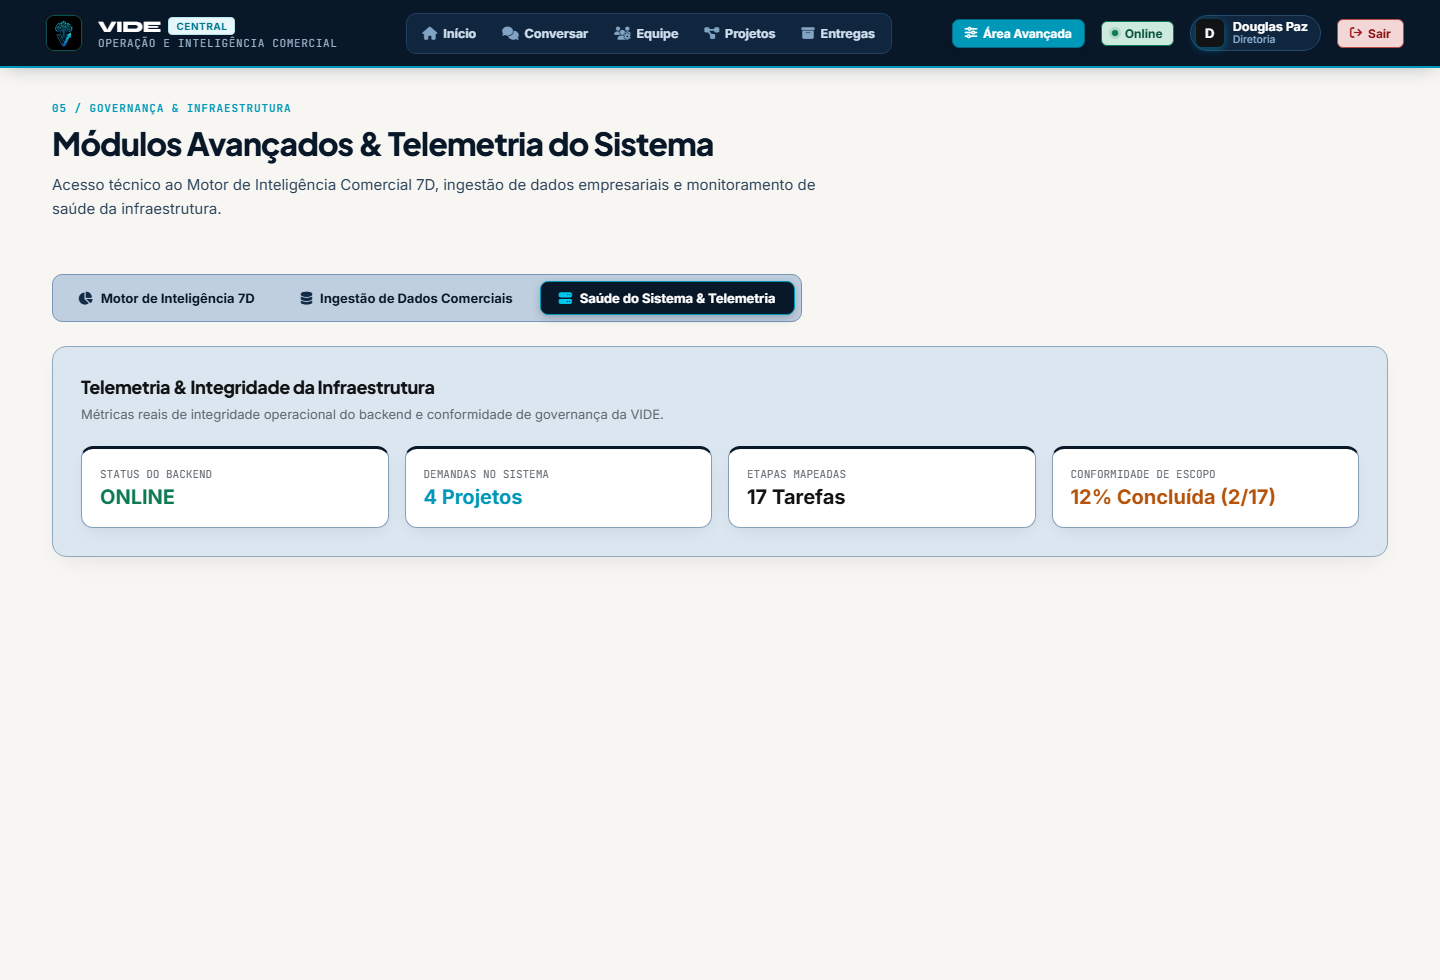 VIDE CENTRAL
OPERAÇÃO E INTELIGÊNCIA COMERCIAL
Início
Conversar
Equipe
Projetos
Entregas
Área Avançada
Online
D
Douglas Paz
Diretoria
Sair
05 / GOVERNANÇA & INFRAESTRUTURA
Módulos Avançados & Telemetria do Sistema
Acesso técnico ao Motor de Inteligência Comercial 7D, ingestão de dados empresariais e monitoramento de
saúde da infraestrutura.
Motor de Inteligência 7D
Ingestão de Dados Comerciais
Saúde do Sistema & Telemetria
Telemetria & Integridade da Infraestrutura
Métricas reais de integridade operacional do backend e conformidade de governança da VIDE.
STATUS DO BACKEND
ONLINE
DEMANDAS NO SISTEMA
4 Projetos
ETAPAS MAPEADAS
17 Tarefas
CONFORMIDADE DE ESCOPO
12% Concluída (2/17)